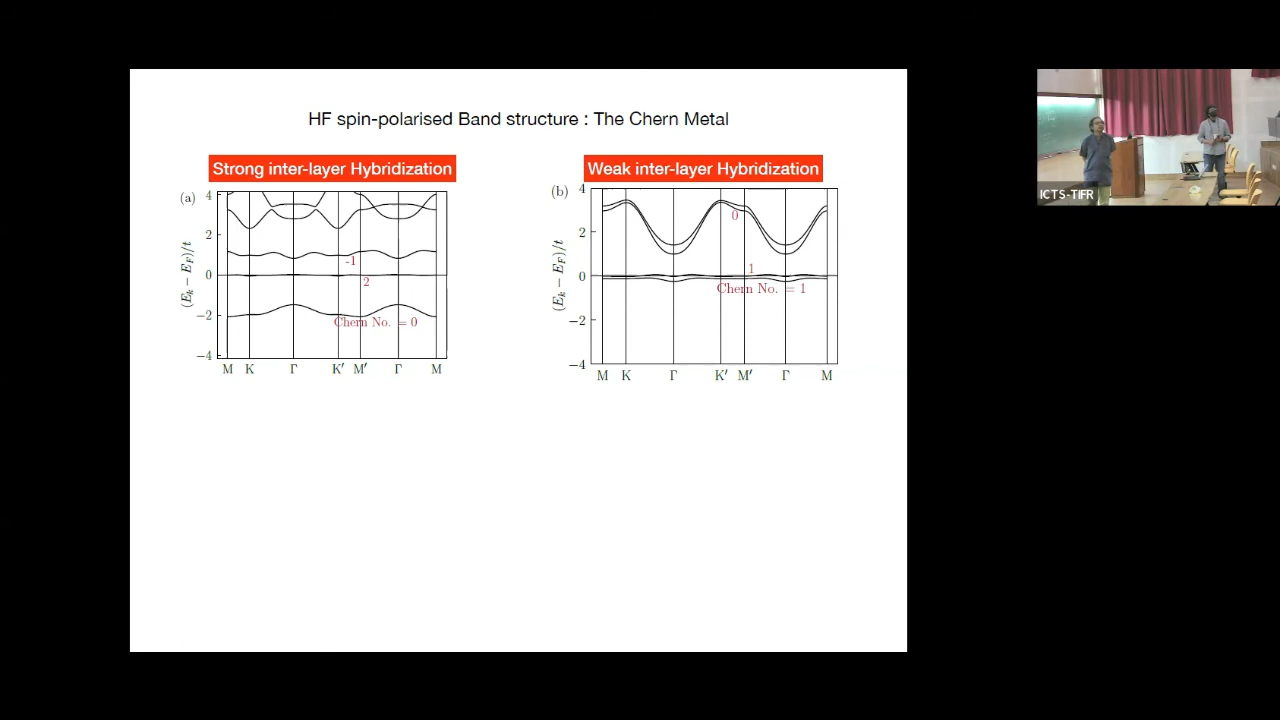 HF spin-polarised Band structure : The Chern Metal
Strong inter-layer Hybridization
Weak inter-layer Hybridization
(a)
4
2
0
−2
−4
(E_k − E_F)/t
-1
2
Chern No. = 0
M K Γ K′ M′ Γ M
(b)
4
2
0
−2
−4
(E_k − E_F)/t
0
1
Chern No. = 1
M K Γ K′ M′ Γ M
ICTS-TIFR